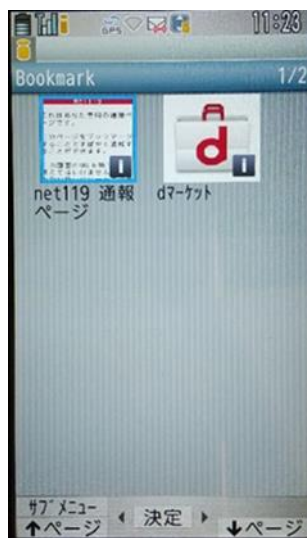 GPS
11:23
Bookmark 1/2
net119 通報
ページ
d
dマーケット
サブメニュー
↑ページ
決定
↓ページ